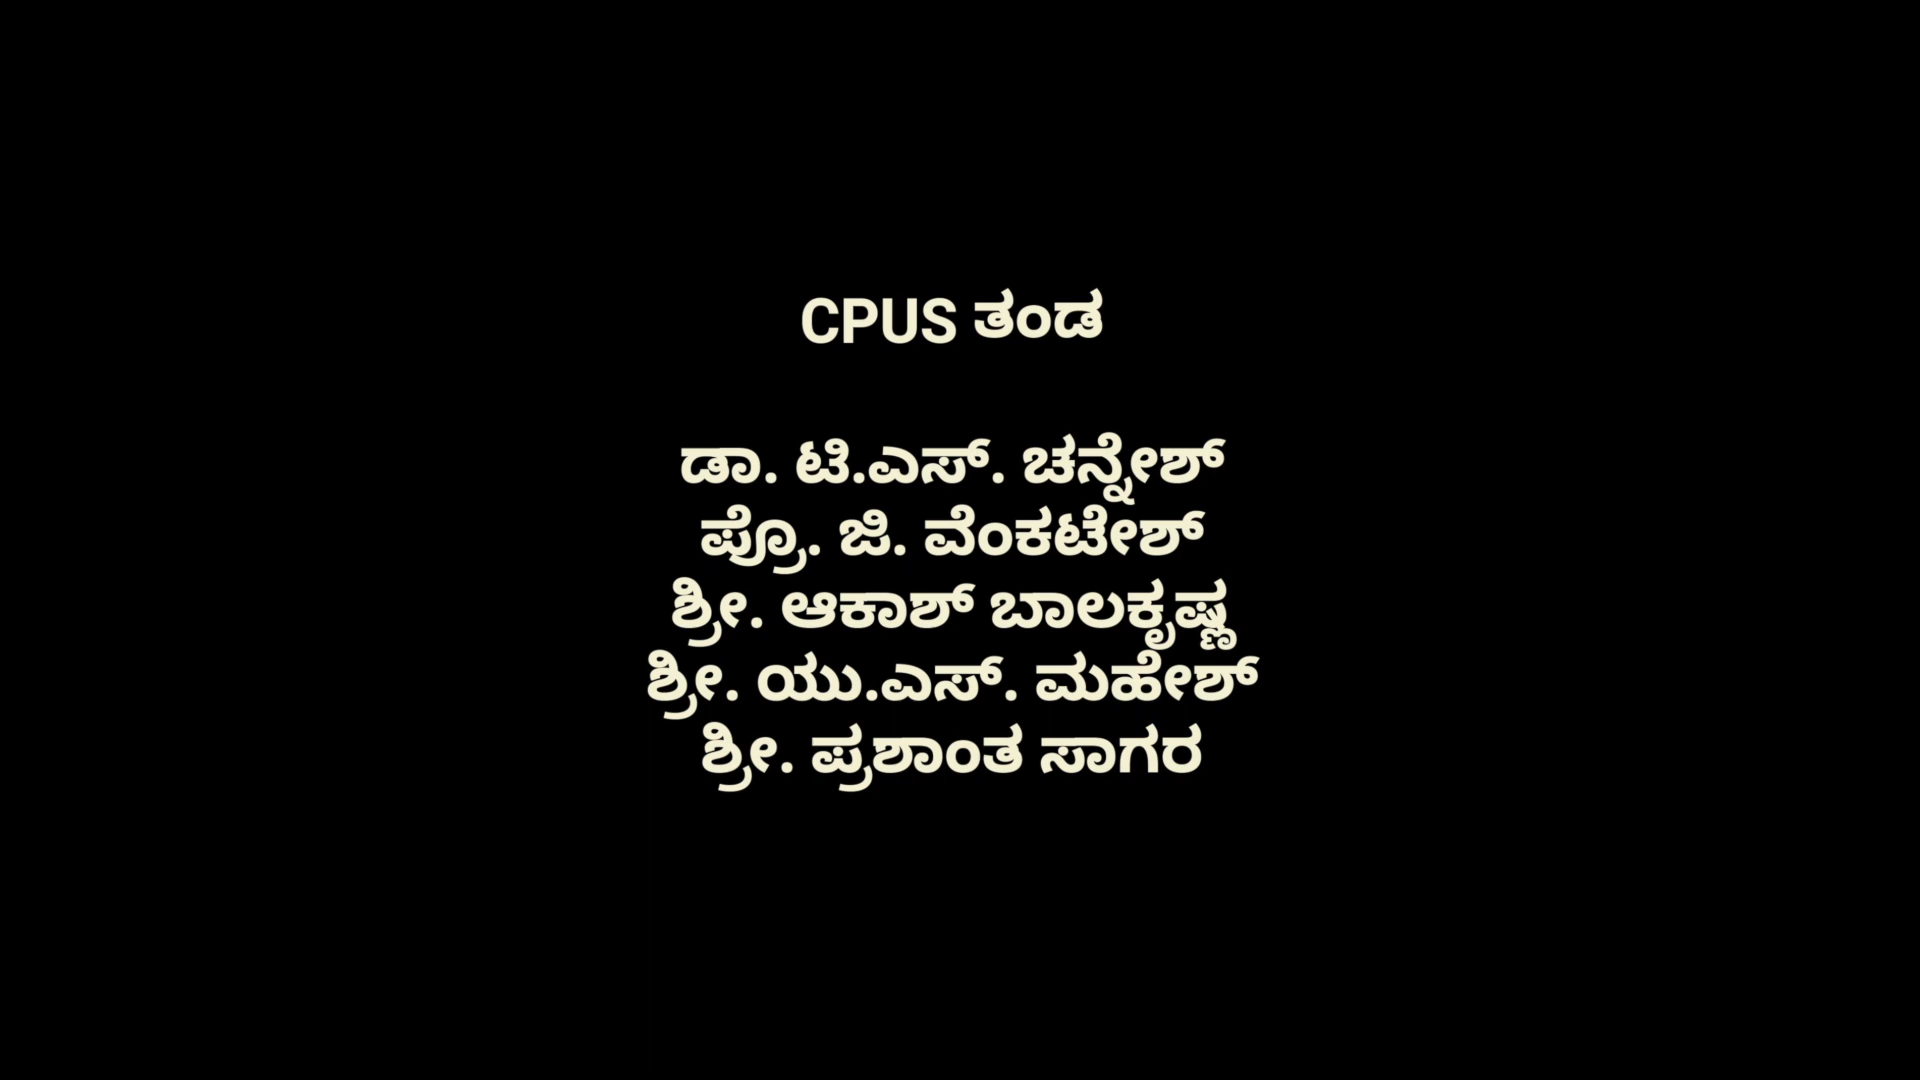 CPUS ತಂಡ
ಡಾ. ಟಿ.ಎಸ್. ಚನ್ನೇಶ್
ಪ್ರೊ. ಜಿ. ವೆಂಕಟೇಶ್
ಶ್ರೀ. ಆಕಾಶ್ ಬಾಲಕೃಷ್ಣ
ಶ್ರೀ. ಯು.ಎಸ್. ಮಹೇಶ್
ಶ್ರೀ. ಪ್ರಶಾಂತ ಸಾಗರ